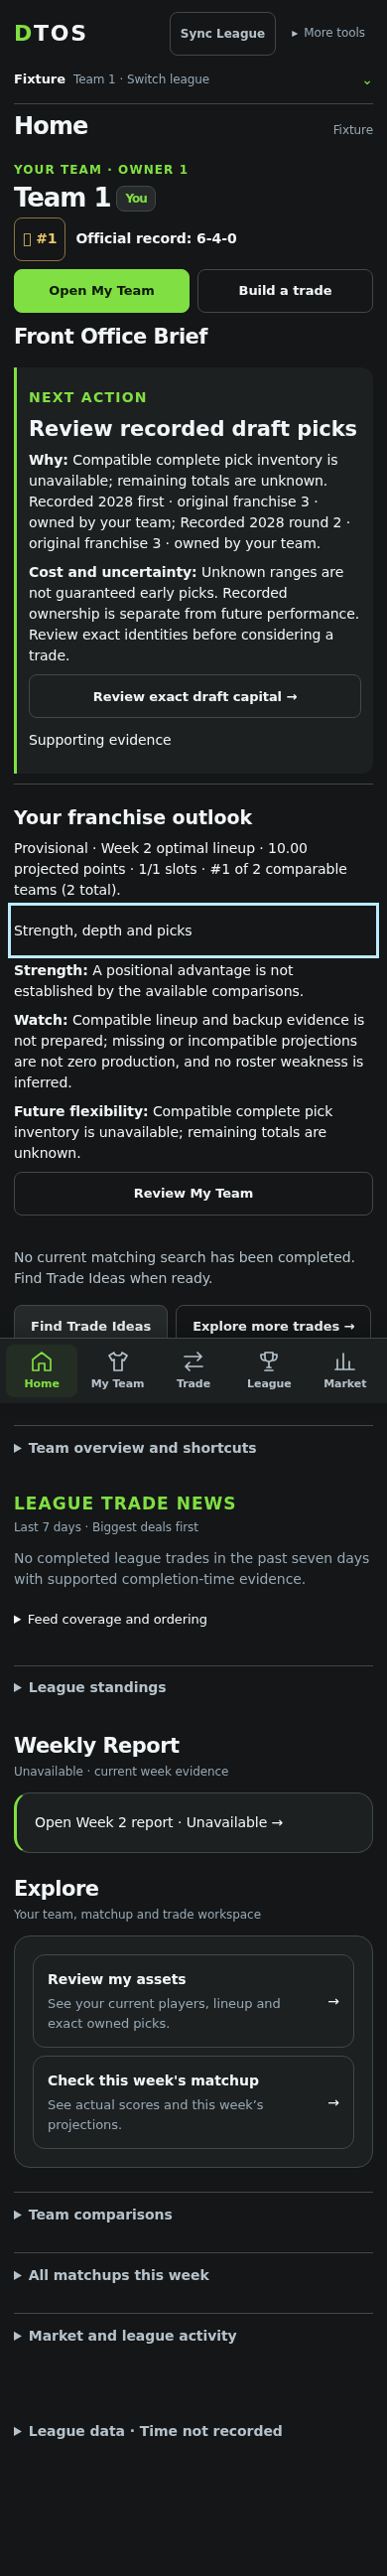 DTOS
Sync League
▸ More tools
Fixture Team 1 · Switch league
Home
Fixture
YOUR TEAM · OWNER 1
Team 1 You
#1 Official record: 6-4-0
Open My Team
Build a trade
Front Office Brief
NEXT ACTION
Review recorded draft picks
Why: Compatible complete pick inventory is
unavailable; remaining totals are unknown.
Recorded 2028 first · original franchise 3 ·
owned by your team; Recorded 2028 round 2 ·
original franchise 3 · owned by your team.
Cost and uncertainty: Unknown ranges are
not guaranteed early picks. Recorded
ownership is separate from future performance.
Review exact identities before considering a
trade.
Review exact draft capital →
Supporting evidence
Your franchise outlook
Provisional · Week 2 optimal lineup · 10.00
projected points · 1/1 slots · #1 of 2 comparable
teams (2 total).
Strength, depth and picks
Strength: A positional advantage is not
established by the available comparisons.
Watch: Compatible lineup and backup evidence is
not prepared; missing or incompatible projections
are not zero production, and no roster weakness is
inferred.
Future flexibility: Compatible complete pick
inventory is unavailable; remaining totals are
unknown.
Review My Team
No current matching search has been completed.
Find Trade Ideas when ready.
Find Trade Ideas
Explore more trades →
Home
My Team
Trade
League
Market
▶ Team overview and shortcuts
LEAGUE TRADE NEWS
Last 7 days · Biggest deals first
No completed league trades in the past seven days
with supported completion-time evidence.
▶ Feed coverage and ordering
▶ League standings
Weekly Report
Unavailable · current week evidence
Open Week 2 report · Unavailable →
Explore
Your team, matchup and trade workspace
Review my assets
See your current players, lineup and
exact owned picks.
→
Check this week's matchup
See actual scores and this week’s
projections.
→
▶ Team comparisons
▶ All matchups this week
▶ Market and league activity
▶ League data · Time not recorded